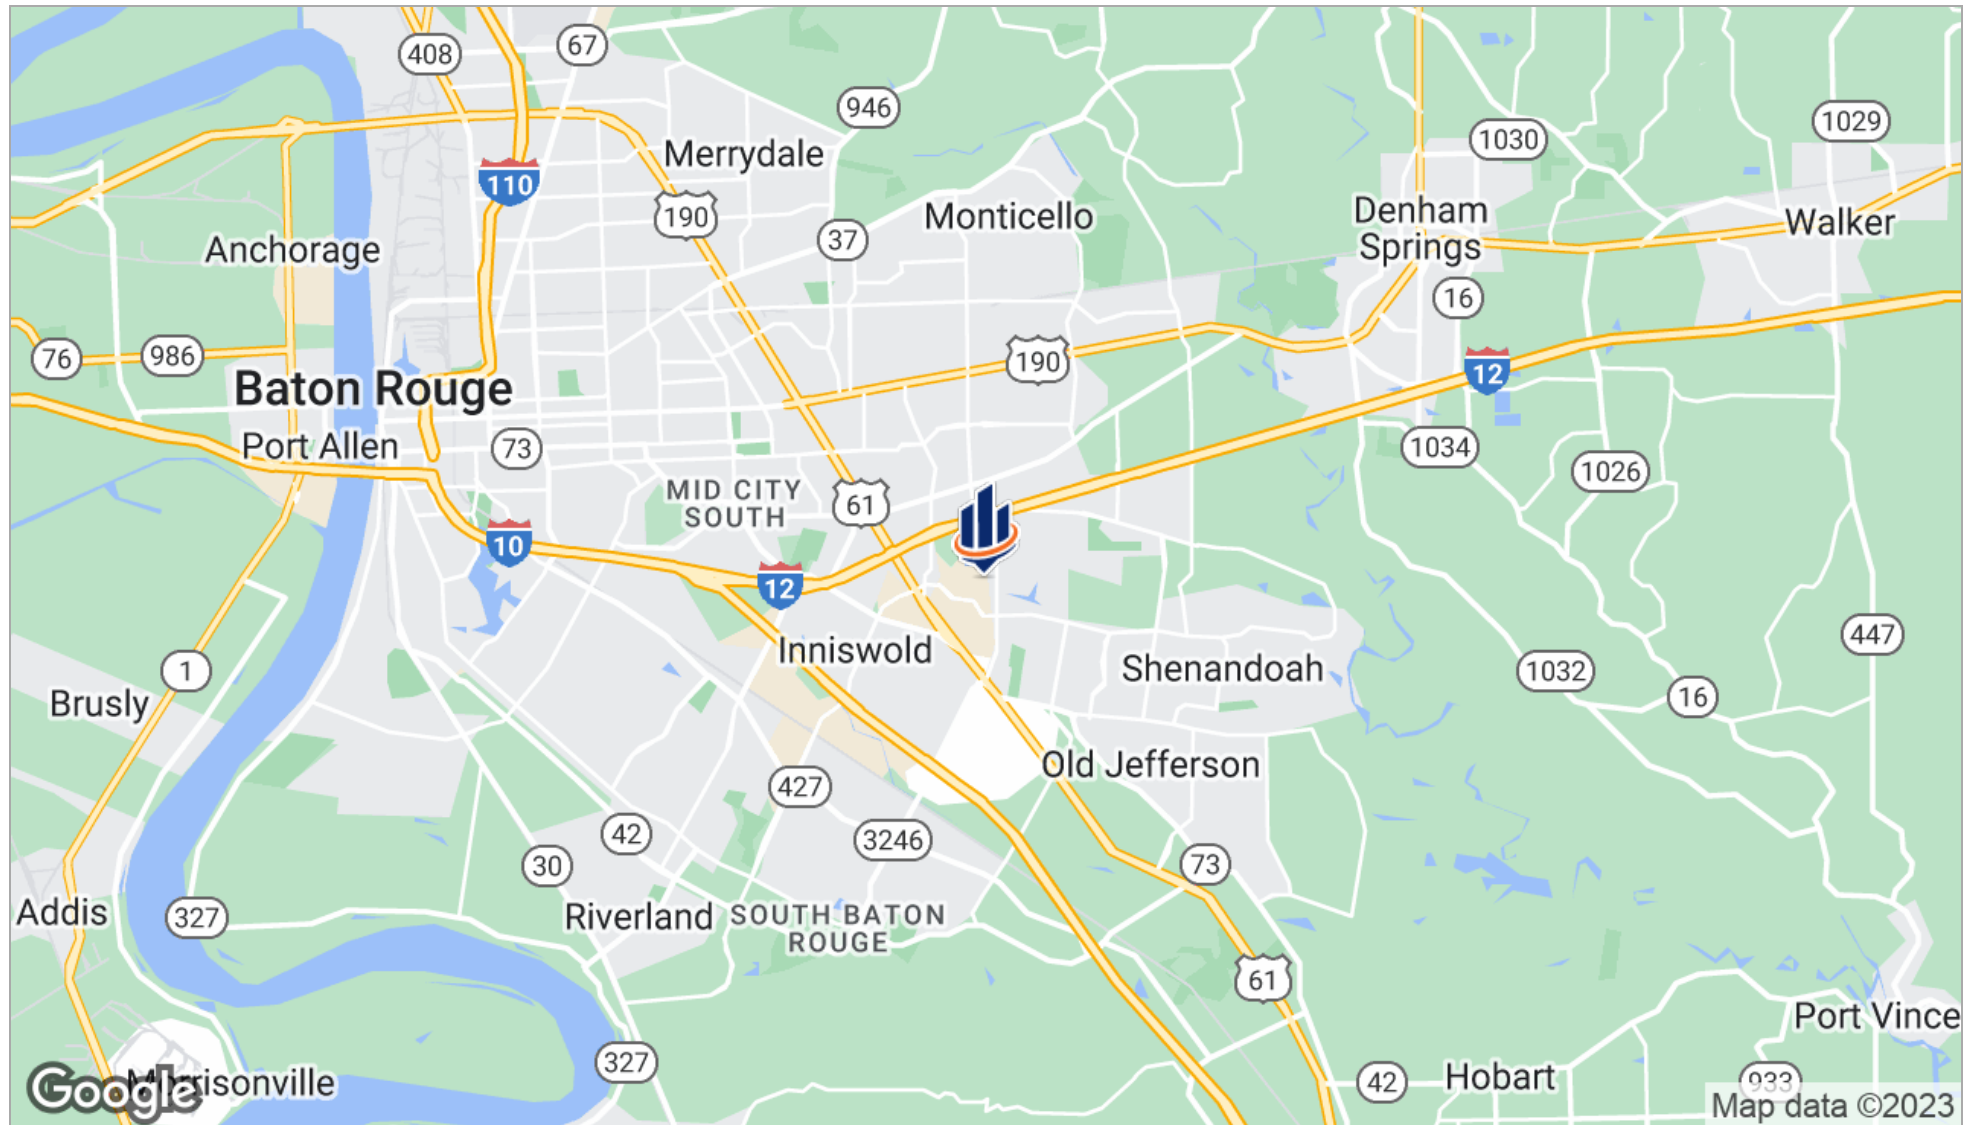 408
67
946
1029
1030
Merrydale
110
190
Monticello
Denham
Springs
Walker
37
Anchorage
16
76
986
190
12
Baton Rouge
Port Allen
73
1034
1026
MID CITY
SOUTH
61
10
12
447
Inniswold
Shenandoah
1032
1
16
Brusly
Old Jefferson
427
42
3246
30
73
Addis
327
Riverland
SOUTH BATON
ROUGE
61
Port Vince
327
42
Hobart
933
Morrisonville
Google
Map data ©2023